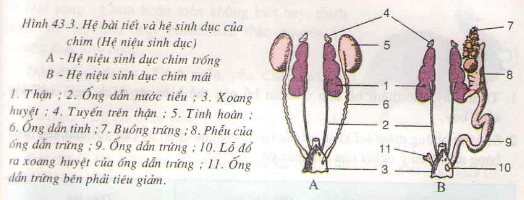 Hình 43.3. Hệ bài tiết và hệ sinh dục của
chim (Hệ niệu sinh dục)
A - Hệ niệu sinh dục chim trống
B - Hệ niệu sinh dục chim mái
1. Thận ; 2. Ống dẫn nước tiểu ; 3. Xoang
huyệt ; 4. Tuyến trên thận ; 5. Tinh hoàn ;
6. Ống dẫn tinh ; 7. Buồng trứng ; 8. Phễu của
ống dẫn trứng ; 9. Ống dẫn trứng ; 10. Lỗ đổ
ra xoang huyệt của ống dẫn trứng ; 11. Ống
dẫn trứng bên phải tiêu giảm.
4
7
5
8
1
6
2
9
11
3
10
A
B